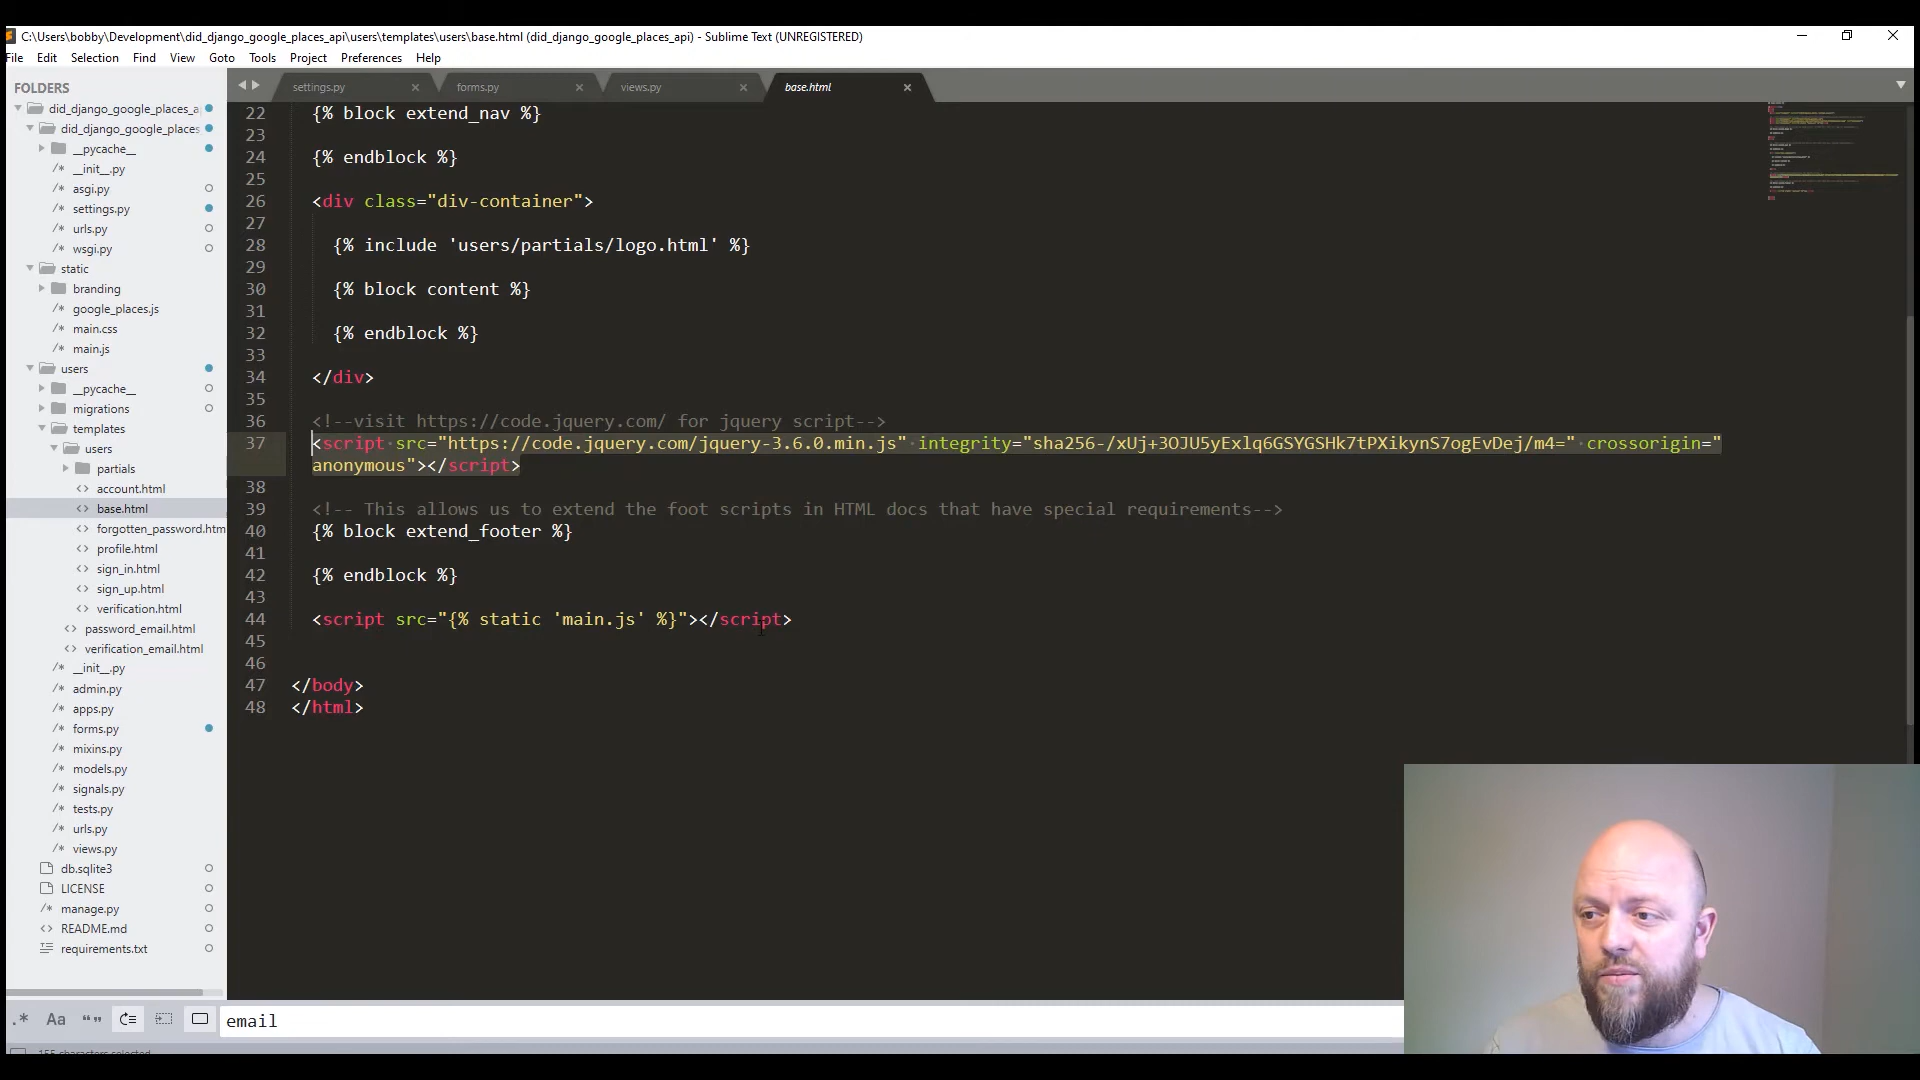 C:\Users\bobby\Development\did_django_google_places_api\users\templates\users\base.html (did_django_google_places_api) - Sublime Text (UNREGISTERED)
File Edit Selection Find View Goto Tools Project Preferences Help
FOLDERS
did_django_google_places_a
did_django_google_places
__pycache__
__init__.py
asgi.py
settings.py
urls.py
wsgi.py
static
branding
google_places.js
main.css
main.js
users
__pycache__
migrations
templates
users
partials
account.html
base.html
forgotten_password.htm
profile.html
sign_in.html
sign_up.html
verification.html
password_email.html
verification_email.html
__init__.py
admin.py
apps.py
forms.py
mixins.py
models.py
signals.py
tests.py
urls.py
views.py
db.sqlite3
LICENSE
manage.py
README.md
requirements.txt
settings.py forms.py views.py base.html
22 {% block extend_nav %}
23
24 {% endblock %}
25
26 <div class="div-container">
27
28 {% include 'users/partials/logo.html' %}
29
30 {% block content %}
31
32 {% endblock %}
33
34 </div>
35
36 <!--visit https://code.jquery.com/ for jquery script-->
37 <script src="https://code.jquery.com/jquery-3.6.0.min.js" integrity="sha256-/xUj+3OJU5yExlq6GSYGSHk7tPXikynS7ogEvDej/m4=" crossorigin="
anonymous"></script>
38
39 <!-- This allows us to extend the foot scripts in HTML docs that have special requirements-->
40 {% block extend_footer %}
41
42 {% endblock %}
43
44 <script src="{% static 'main.js' %}"></script>
45
46
47 </body>
48 </html>
.* Aa “”
email
155 characters selected